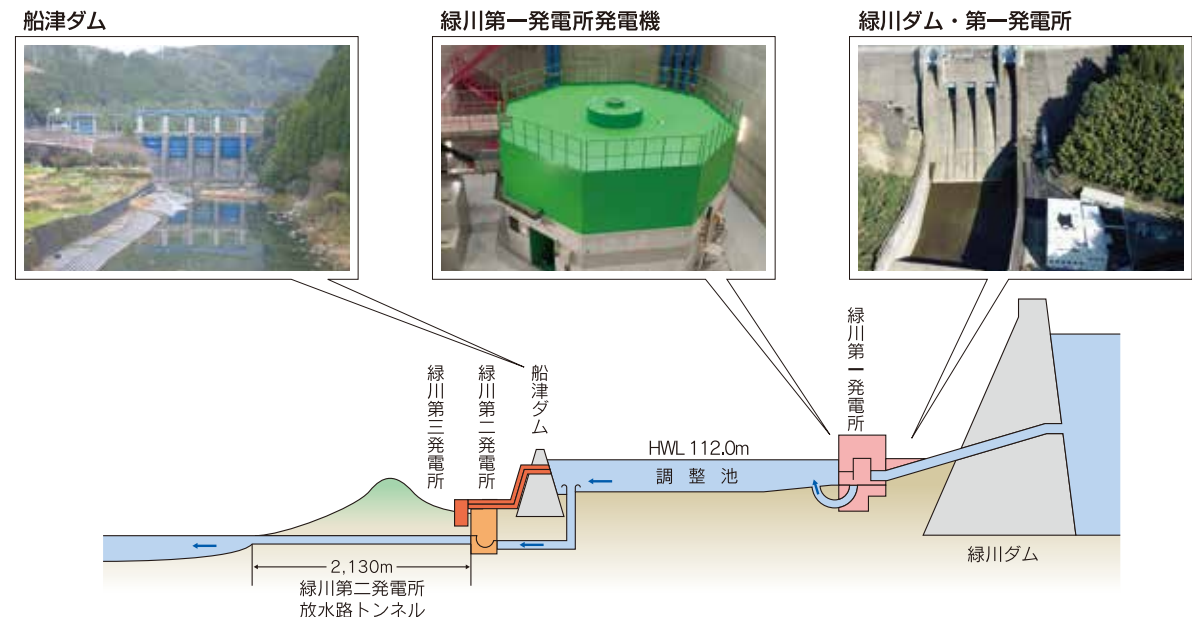 船津ダム
緑川第一発電所発電機
緑川ダム・第一発電所
緑川第三発電所
緑川第二発電所
船津ダム
緑川第一発電所
HWL 112.0m
調整池
緑川ダム
2,130m
緑川第二発電所
放水路トンネル